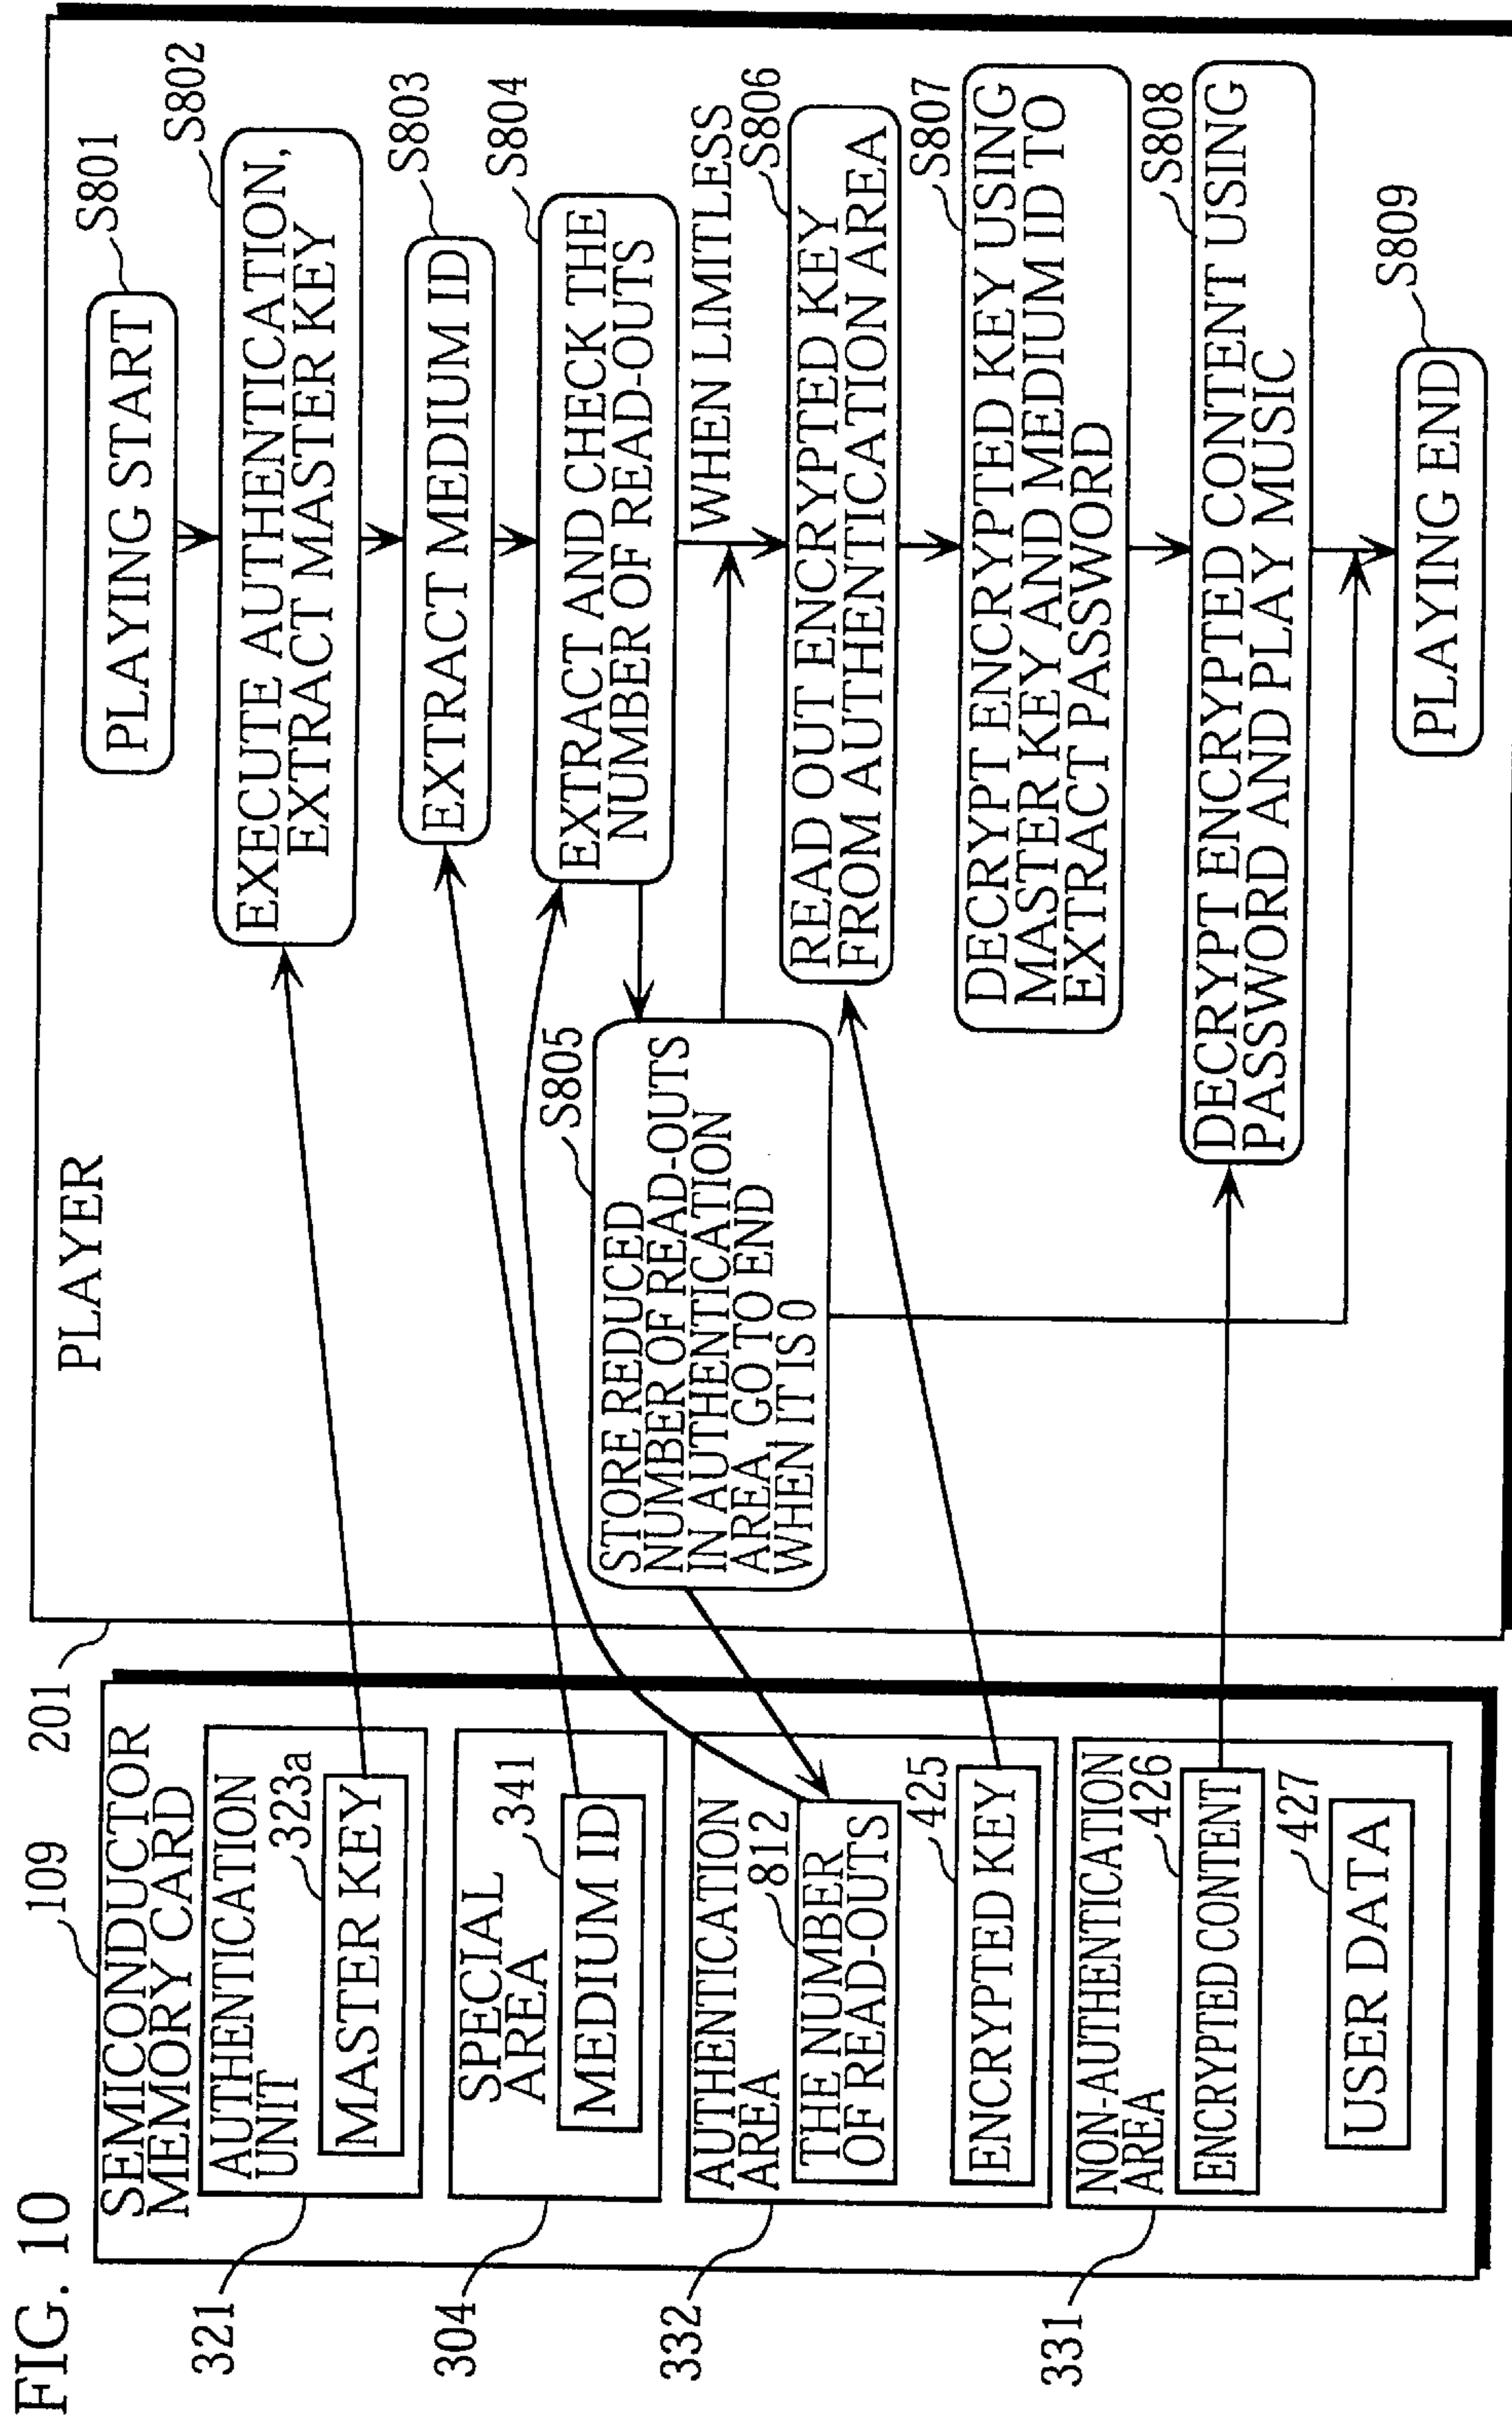 FIG. 10
SEMICONDUCTOR
MEMORY CARD
109
321
AUTHENTICATION
UNIT
323a
MASTER KEY
304
SPECIAL
AREA
341
MEDIUM ID
332
AUTHENTICATION
AREA
812
THE NUMBER
OF READ-OUTS
425
ENCRYPTED KEY
331
NON-AUTHENTICATION
AREA
426
ENCRYPTED CONTENT
427
USER DATA
201
PLAYER
PLAYING START
S801
EXECUTE AUTHENTICATION,
EXTRACT MASTER KEY
S802
EXTRACT MEDIUM ID
S803
EXTRACT AND CHECK THE
NUMBER OF READ-OUTS
S804
STORE REDUCED
NUMBER OF READ-OUTS
IN AUTHENTICATION
AREA, GO TO END
WHEN IT IS 0
S805
WHEN LIMITLESS
READ OUT ENCRYPTED KEY
FROM AUTHENTICATION AREA
S806
DECRYPT ENCRYPTED KEY USING
MASTER KEY AND MEDIUM ID TO
EXTRACT PASSWORD
S807
DECRYPT ENCRYPTED CONTENT USING
PASSWORD AND PLAY MUSIC
S808
PLAYING END
S809